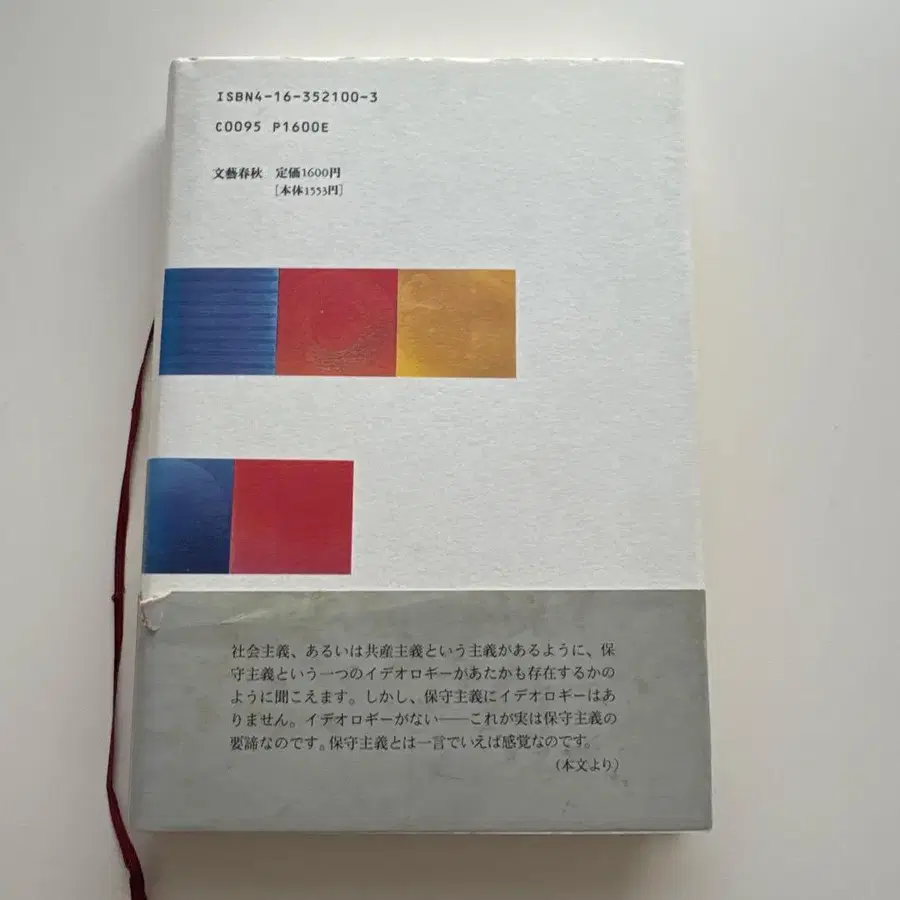 ISBN4-16-352100-3
C0095 P1600E
文藝春秋 定価1600円
[本体1553円]
社会主義、あるいは共産主義という主義があるように、保
守主義という一つのイデオロギーがあたかも存在するかの
ように聞こえます。しかし、保守主義にイデオロギーはあ
りません。イデオロギーがない──これが実は保守主義の
要諦なのです。保守主義とは一言でいえば感覚なのです。
(本文より)